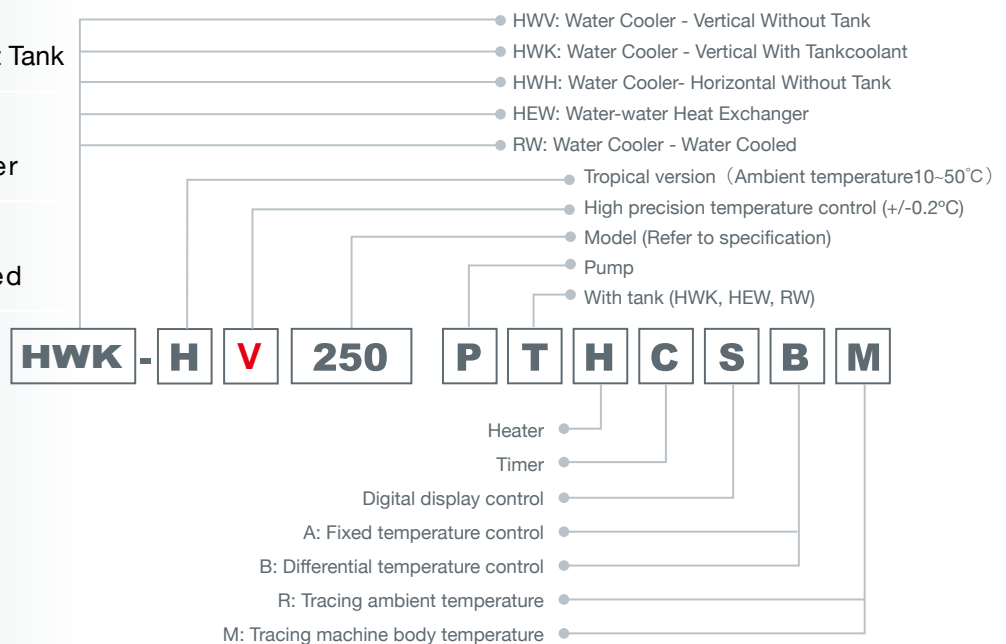 HWV: Water Cooler - Vertical Without Tank
t Tank
HWK: Water Cooler - Vertical With Tankcoolant
HWH: Water Cooler- Horizontal Without Tank
HEW: Water-water Heat Exchanger
RW: Water Cooler - Water Cooled
er
Tropical version（Ambient temperature10~50℃）
High precision temperature control (+/-0.2ºC)
Model (Refer to specification)
Pump
ed
With tank (HWK, HEW, RW)
HWK - H V 250 P T H C S B M
Heater
Timer
Digital display control
A: Fixed temperature control
B: Differential temperature control
R: Tracing ambient temperature
M: Tracing machine body temperature